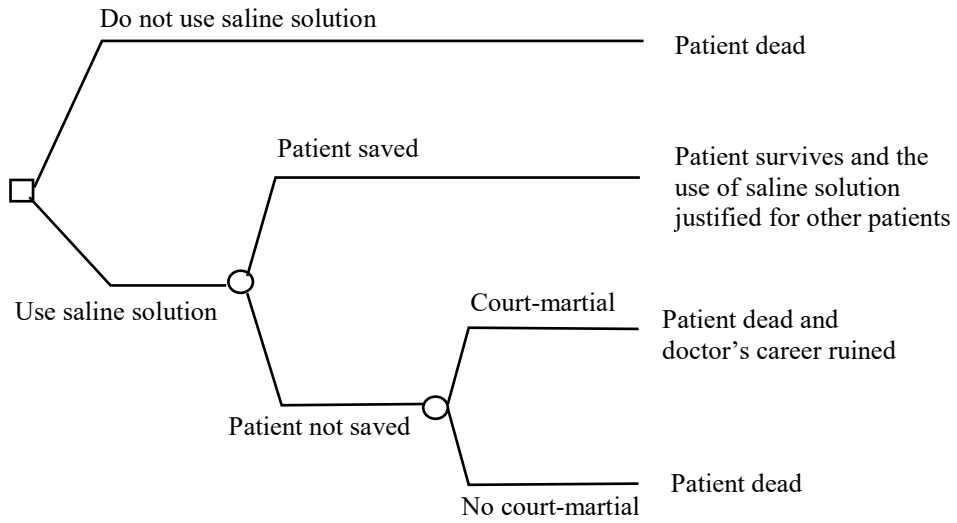 Do not use saline solution
Patient dead
Patient saved
Patient survives and the
use of saline solution
justified for other patients
Use saline solution
Court-martial
Patient dead and
doctor's career ruined
Patient not saved
Patient dead
No court-martial